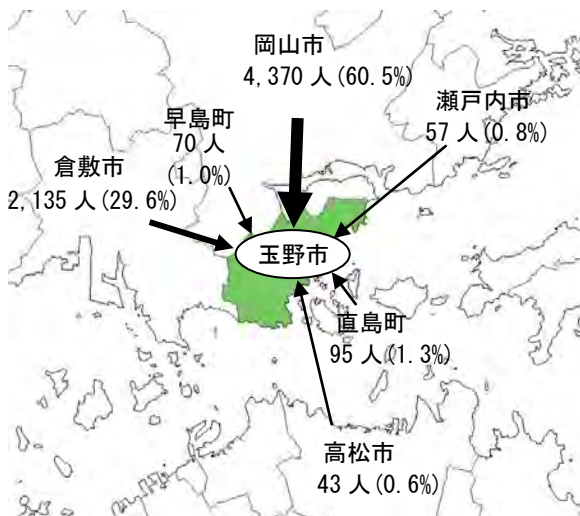 岡山市
4,370 人(60.5%)
瀬戸内市
57 人(0.8%)
早島町
70 人
(1.0%)
倉敷市
2,135 人(29.6%)
玉野市
直島町
95 人(1.3%)
高松市
43 人(0.6%)